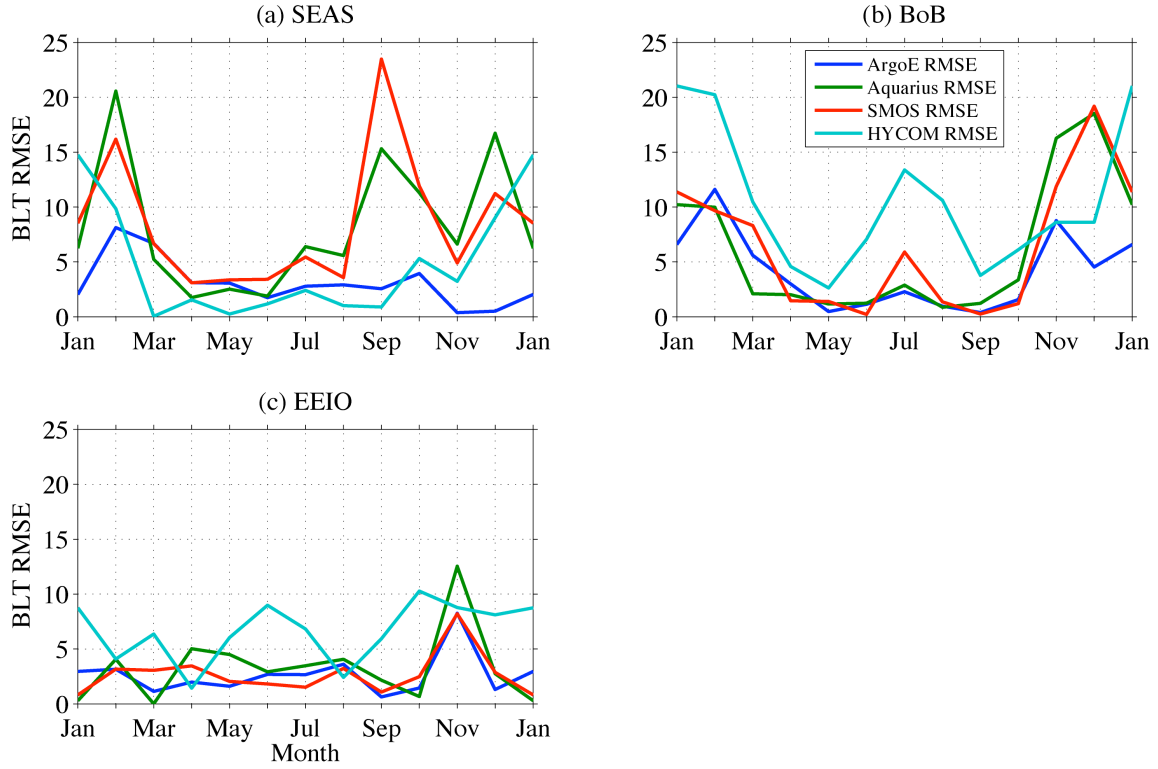 (a) SEAS
25
20
15
10
5
0
BLT RMSE
Jan Mar May Jul Sep Nov Jan
(b) BoB
25
20
15
10
5
0
ArgoE RMSE
Aquarius RMSE
SMOS RMSE
HYCOM RMSE
Jan Mar May Jul Sep Nov Jan
(c) EEIO
25
20
15
10
5
0
BLT RMSE
Jan Mar May Jul Sep Nov Jan
Month